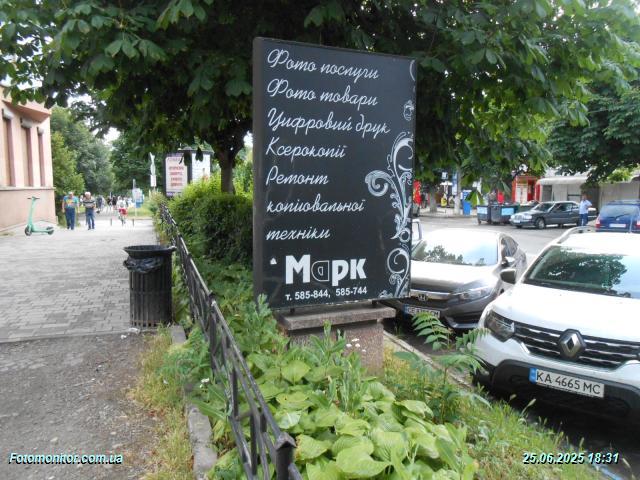 Фото послуги
Фото товари
Цифровий друк
Ксерокопії
Ремонт
копіювальної
техніки
Марк
т. 585-844, 585-744
KA 4665 MC
Fotomonitor.com.ua
25.06.2025 18:31